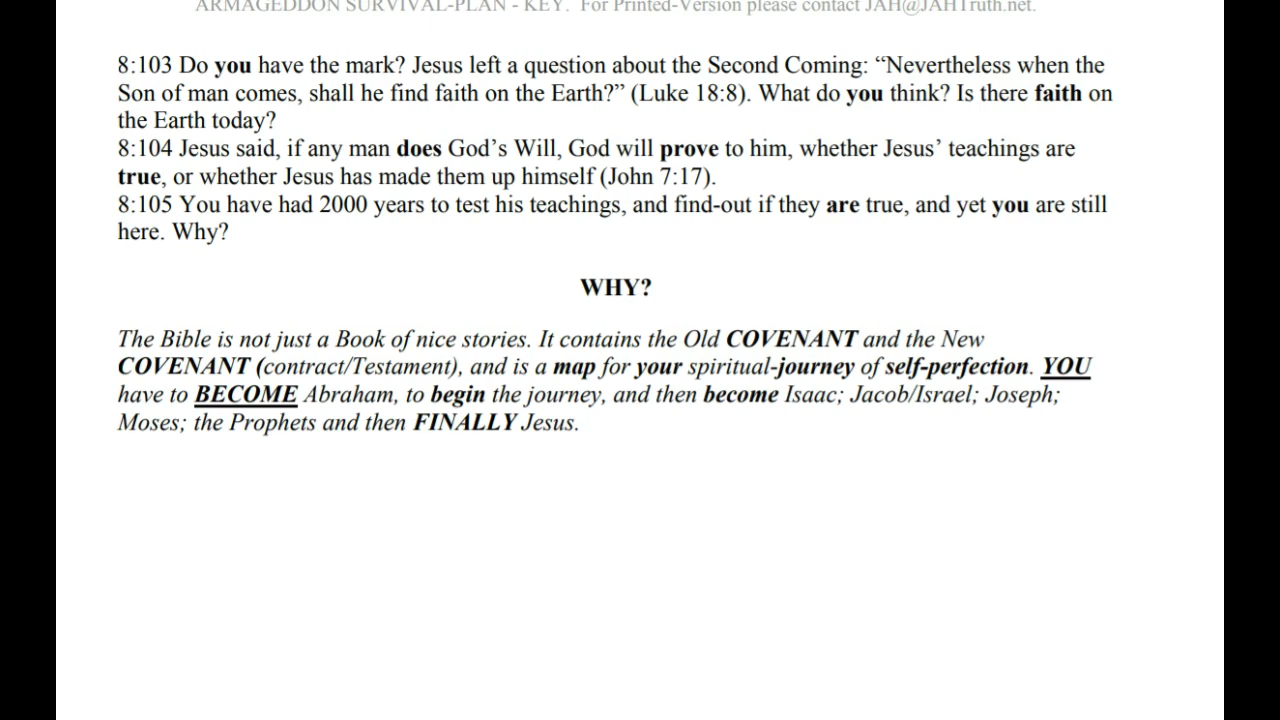 ARMAGEDDON SURVIVAL-PLAN - KEY. For Printed-Version please contact JAH@JAHTruth.net.
8:103 Do you have the mark? Jesus left a question about the Second Coming: “Nevertheless when the
Son of man comes, shall he find faith on the Earth?” (Luke 18:8). What do you think? Is there faith on
the Earth today?
8:104 Jesus said, if any man does God’s Will, God will prove to him, whether Jesus’ teachings are
true, or whether Jesus has made them up himself (John 7:17).
8:105 You have had 2000 years to test his teachings, and find-out if they are true, and yet you are still
here. Why?
WHY?
The Bible is not just a Book of nice stories. It contains the Old COVENANT and the New
COVENANT (contract/Testament), and is a map for your spiritual-journey of self-perfection. YOU
have to BECOME Abraham, to begin the journey, and then become Isaac; Jacob/Israel; Joseph;
Moses; the Prophets and then FINALLY Jesus.